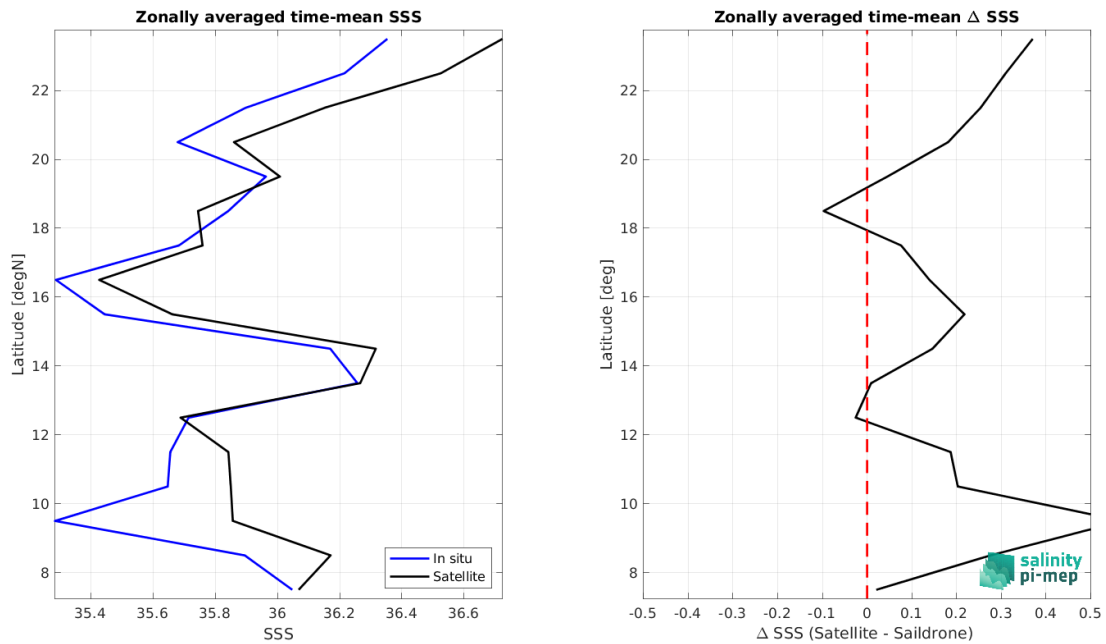 Zonally averaged time-mean SSS
Latitude [degN]
22
20
18
16
14
12
10
8
35.4 35.6 35.8 36 36.2 36.4 36.6
SSS
In situ
Satellite
Zonally averaged time-mean Δ SSS
Latitude [deg]
22
20
18
16
14
12
10
8
-0.5 -0.4 -0.3 -0.2 -0.1 0 0.1 0.2 0.3 0.4 0.5
Δ SSS (Satellite - Saildrone)
salinity
pi-mep